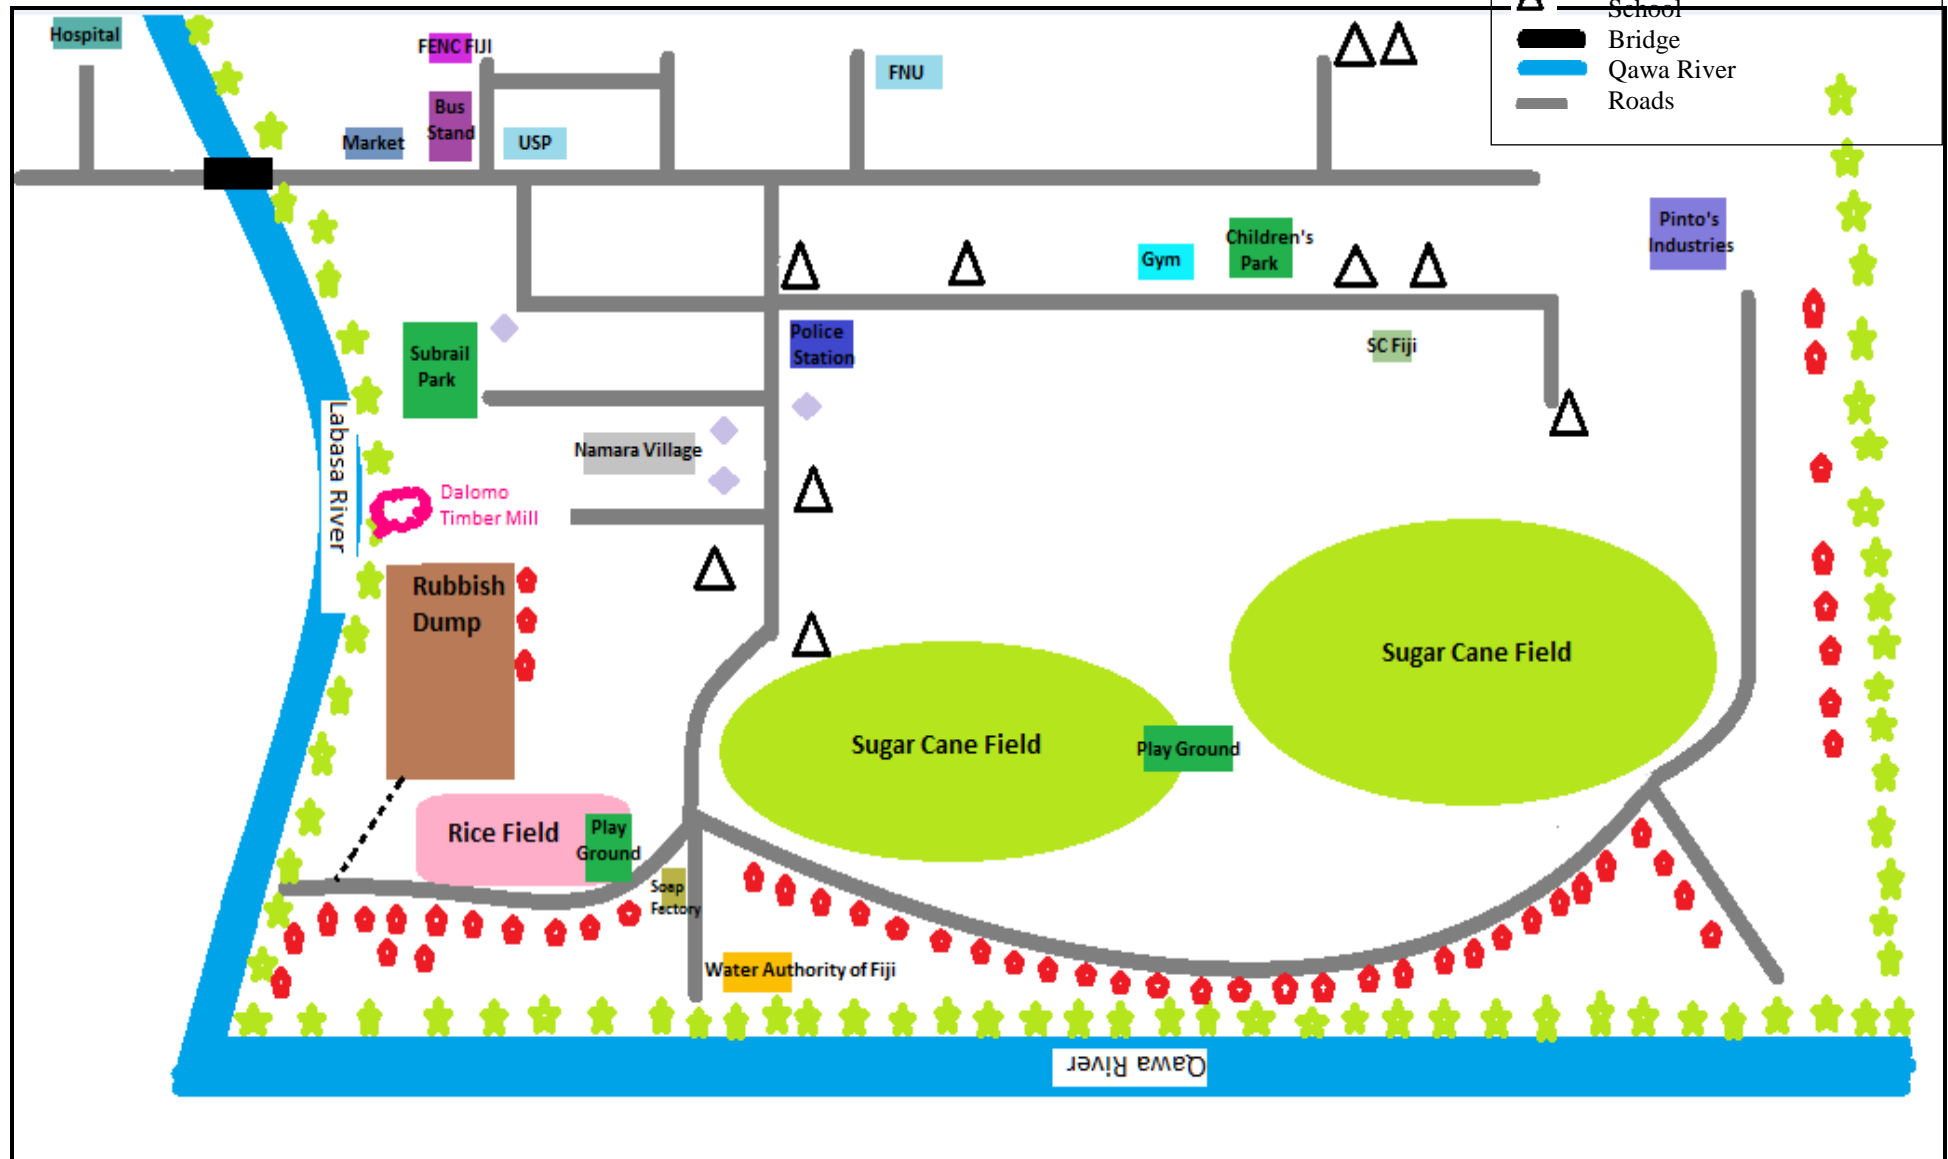 School
Bridge
Qawa River
Roads
Hospital
FENC FIJI
Bus
Stand
Market
USP
FNU
Pinto's
Industries
Children's
Park
Gym
Police
Station
SC Fiji
Subrail
Park
Namara Village
Labasa River
Dalomo
Timber Mill
Rubbish
Dump
Sugar Cane Field
Sugar Cane Field
Play Ground
Rice Field
Play
Ground
Soap
Factory
Water Authority of Fiji
Qawa River